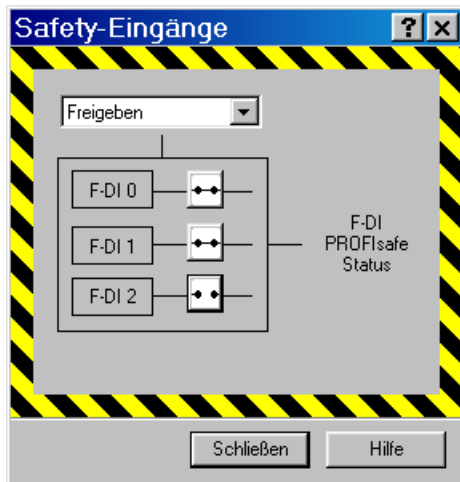 Safety-Eingänge
Freigeben
F-DI 0
F-DI 1
F-DI 2
F-DI
PROFIsafe
Status
Schließen
Hilfe